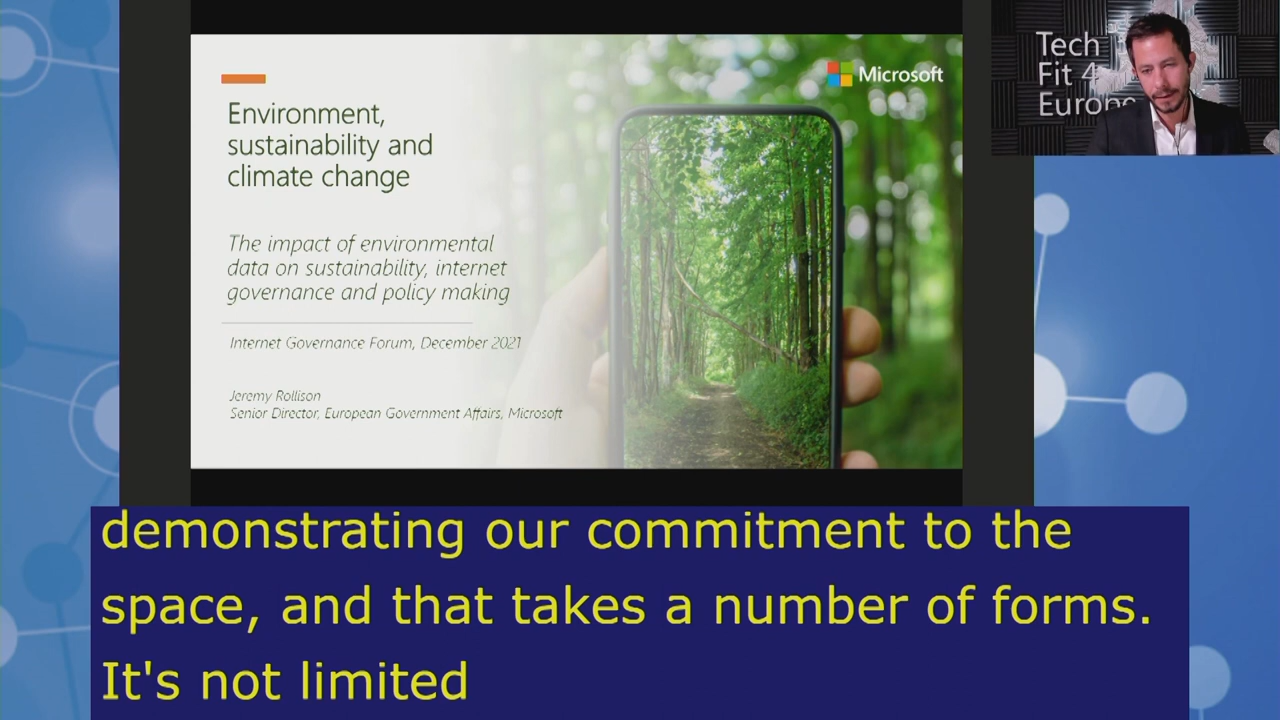 Microsoft
Environment,
sustainability and
climate change
The impact of environmental
data on sustainability, internet
governance and policy making
Internet Governance Forum, December 2021
Jeremy Rollison
Senior Director, European Government Affairs, Microsoft
Tech
Fit 4
Europe
demonstrating our commitment to the
space, and that takes a number of forms.
It's not limited